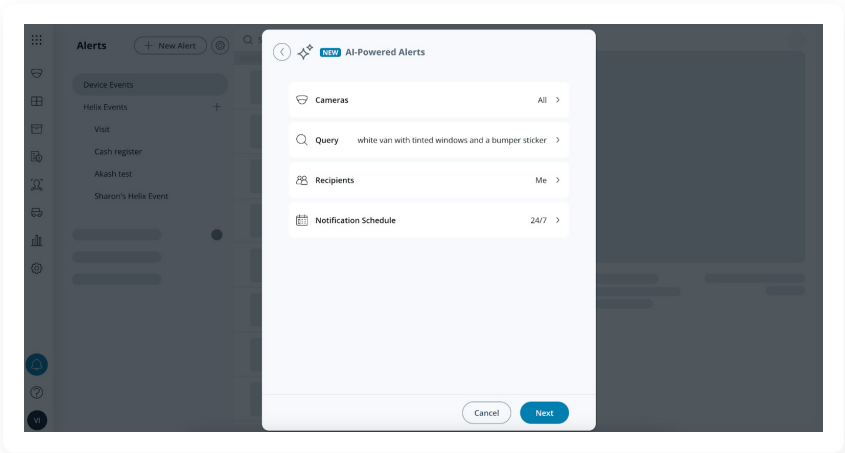 Alerts
+ New Alert
Device Events
Helix Events
Visit
Cash register
Akash test
Sharon's Helix Event
VI
S
NEW AI-Powered Alerts
Cameras All
Query white van with tinted windows and a bumper sticker
Recipients Me
Notification Schedule 24/7
Cancel Next